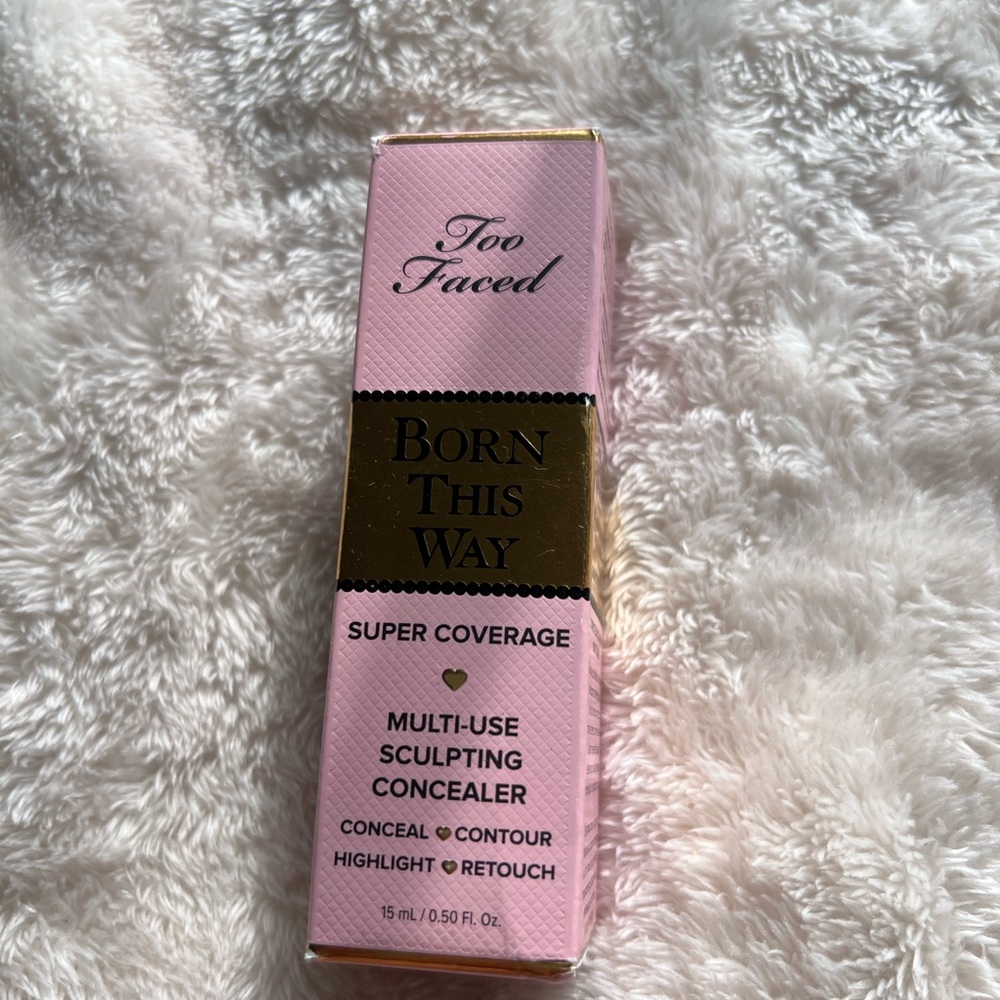 Too
Faced
BORN
THIS
WAY
SUPER COVERAGE
MULTI-USE
SCULPTING
CONCEALER
CONCEAL CONTOUR
HIGHLIGHT RETOUCH
15 mL / 0.50 Fl. Oz.